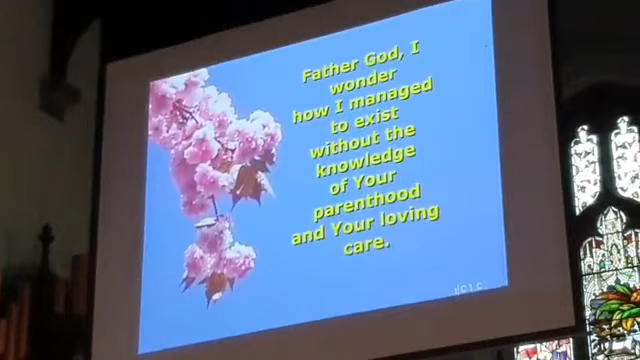 Father God, I
wonder
how I managed
to exist
without the
knowledge
of Your
parenthood
and Your loving
care.